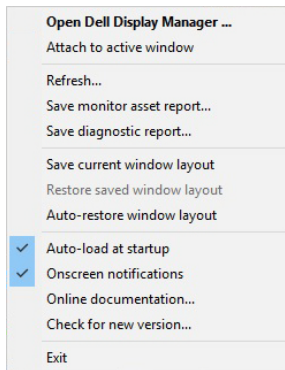 Open Dell Display Manager ...
Attach to active window
Refresh...
Save monitor asset report...
Save diagnostic report...
Save current window layout
Restore saved window layout
Auto-restore window layout
Auto-load at startup
Onscreen notifications
Online documentation...
Check for new version...
Exit